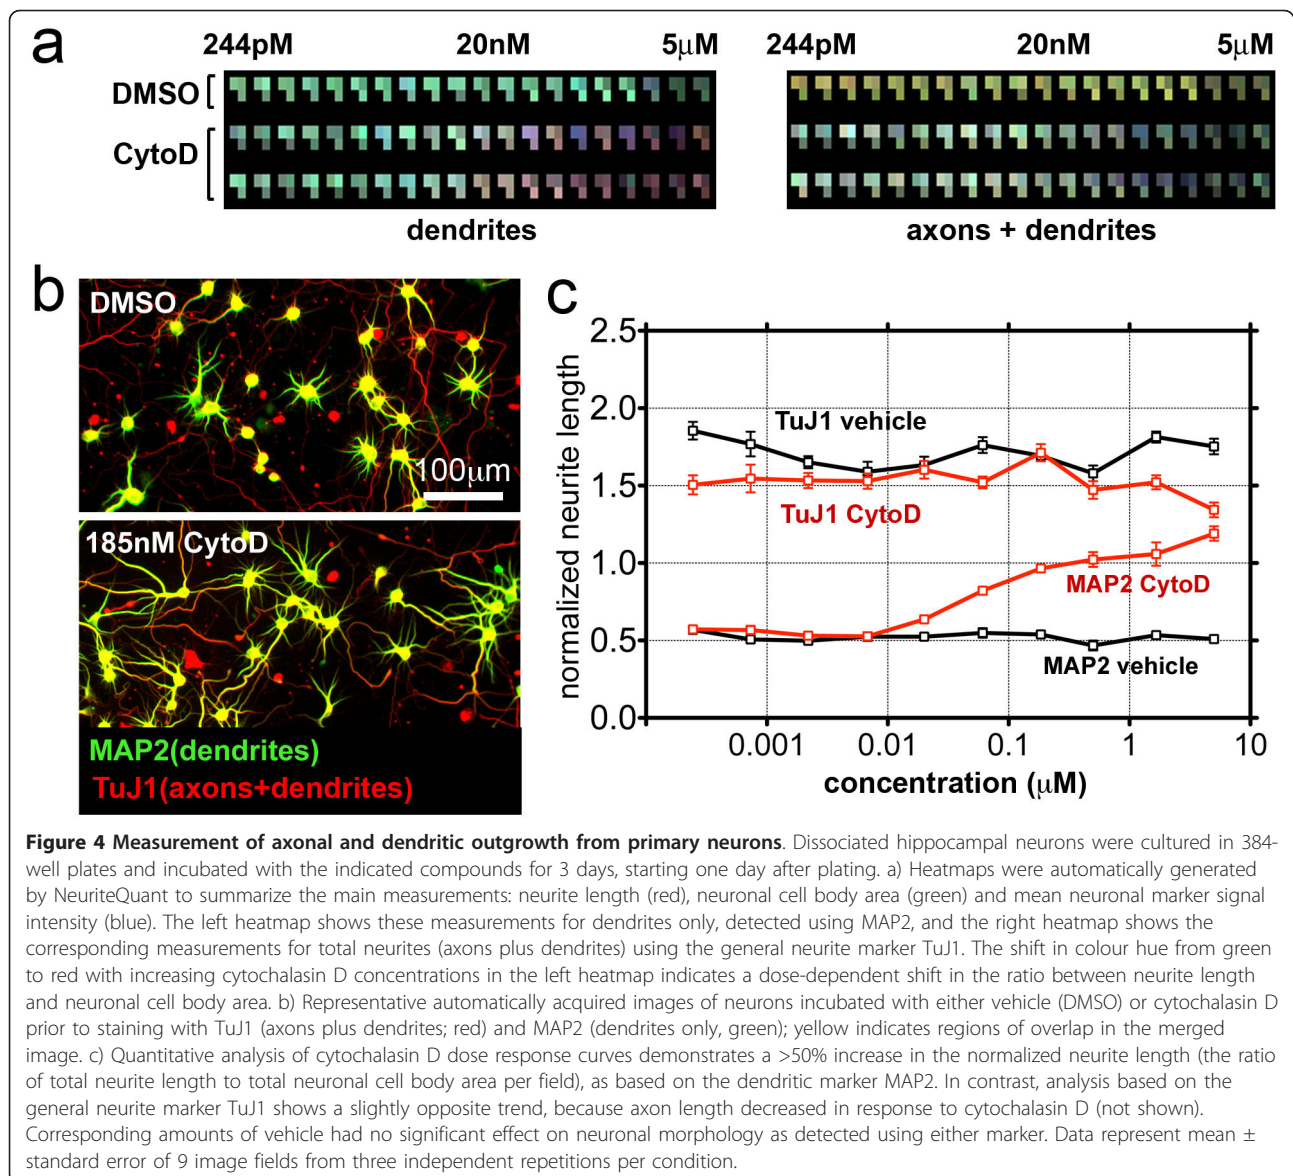 a
244pM 20nM 5μM 244pM 20nM 5μM
DMSO
CytoD
dendrites axons + dendrites
b
DMSO
100μm
185nM CytoD
MAP2(dendrites)
TuJ1(axons+dendrites)
c
normalized neurite length
2.5
2.0
1.5
1.0
0.5
0.0
TuJ1 vehicle
TuJ1 CytoD
MAP2 CytoD
MAP2 vehicle
0.001 0.01 0.1 1 10
concentration (μM)
Figure 4 Measurement of axonal and dendritic outgrowth from primary neurons. Dissociated hippocampal neurons were cultured in 384-
well plates and incubated with the indicated compounds for 3 days, starting one day after plating. a) Heatmaps were automatically generated
by NeuriteQuant to summarize the main measurements: neurite length (red), neuronal cell body area (green) and mean neuronal marker signal
intensity (blue). The left heatmap shows these measurements for dendrites only, detected using MAP2, and the right heatmap shows the
corresponding measurements for total neurites (axons plus dendrites) using the general neurite marker TuJ1. The shift in colour hue from green
to red with increasing cytochalasin D concentrations in the left heatmap indicates a dose-dependent shift in the ratio between neurite length
and neuronal cell body area. b) Representative automatically acquired images of neurons incubated with either vehicle (DMSO) or cytochalasin D
prior to staining with TuJ1 (axons plus dendrites; red) and MAP2 (dendrites only, green); yellow indicates regions of overlap in the merged
image. c) Quantitative analysis of cytochalasin D dose response curves demonstrates a >50% increase in the normalized neurite length (the ratio
of total neurite length to total neuronal cell body area per field), as based on the dendritic marker MAP2. In contrast, analysis based on the
general neurite marker TuJ1 shows a slightly opposite trend, because axon length decreased in response to cytochalasin D (not shown).
Corresponding amounts of vehicle had no significant effect on neuronal morphology as detected using either marker. Data represent mean ±
standard error of 9 image fields from three independent repetitions per condition.